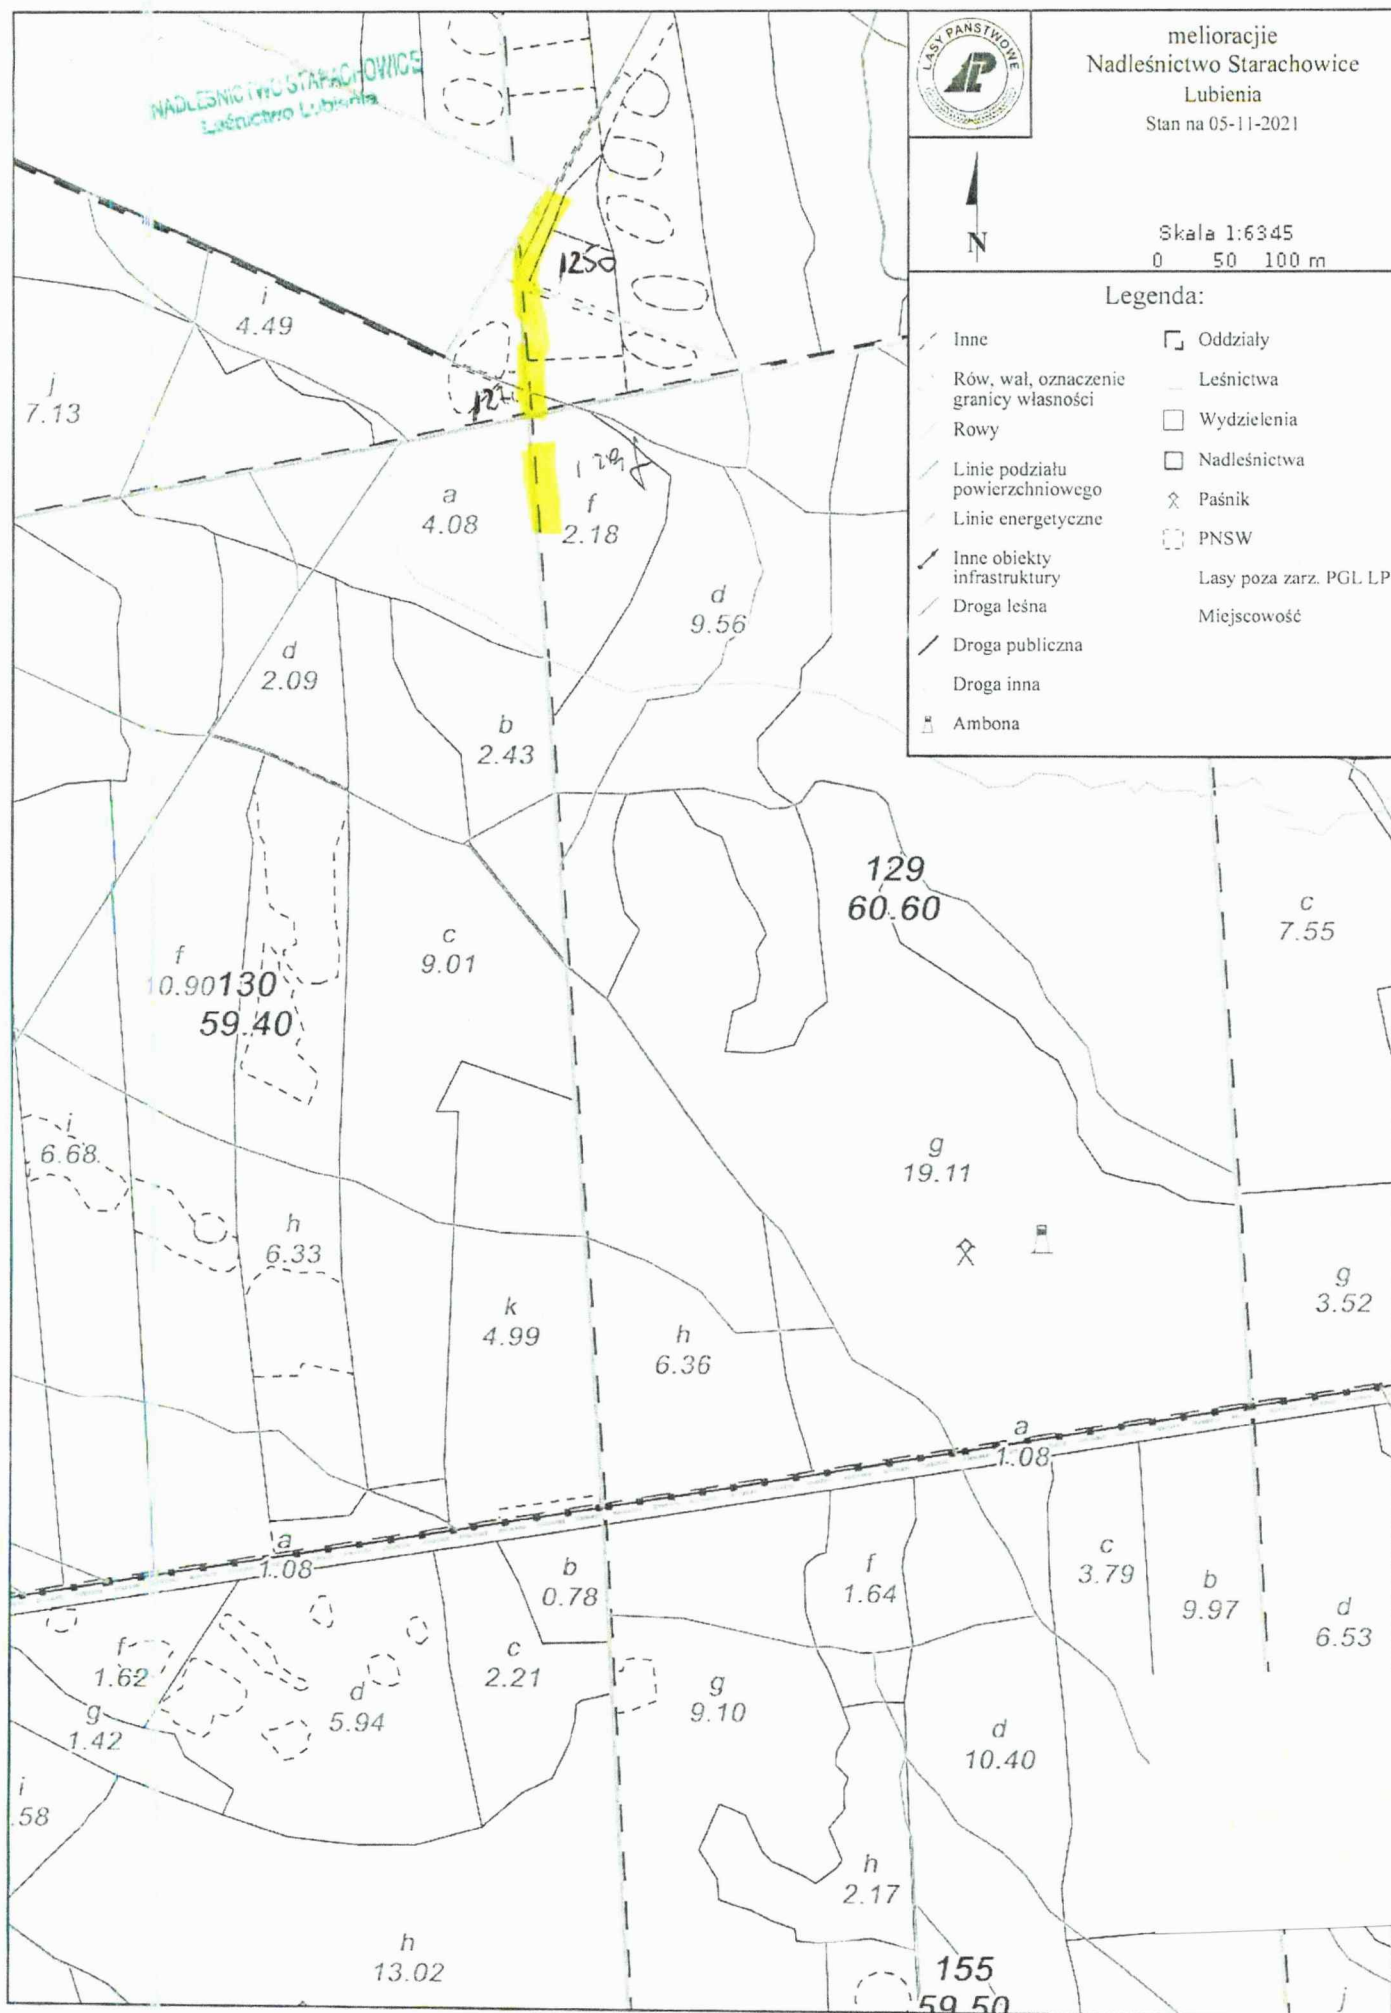 NADLEŚNICTWO STARACHOWICE
Leśnictwo Lubienia
LASY PAŃSTWOWE
melioracjie
Nadleśnictwo Starachowice
Lubienia
Stan na 05-11-2021
N
Skala 1:6345
0 50 100 m
Legenda:
Inne
Rów, wał, oznaczenie
granicy własności
Rowy
Linie podziału
powierzchniowego
Linie energetyczne
Inne obiekty
infrastruktury
Droga leśna
Droga publiczna
Droga inna
Ambona
Oddziały
Leśnictwa
Wydzielenia
Nadleśnictwa
Paśnik
PNSW
Lasy poza zarz. PGL LP
Miejscowość
i
4.49
j
7.13
a
4.08
f
2.18
d
9.56
d
2.09
b
2.43
129
60.60
c
7.55
c
9.01
f
10.90
130
59.40
i
6.68
g
19.11
h
6.33
g
3.52
k
4.99
h
6.36
a
1.08
a
1.08
b
0.78
f
1.64
c
3.79
b
9.97
d
6.53
f
1.62
c
2.21
d
5.94
g
9.10
g
1.42
d
10.40
i
.58
h
2.17
h
13.02
155
59.50
j